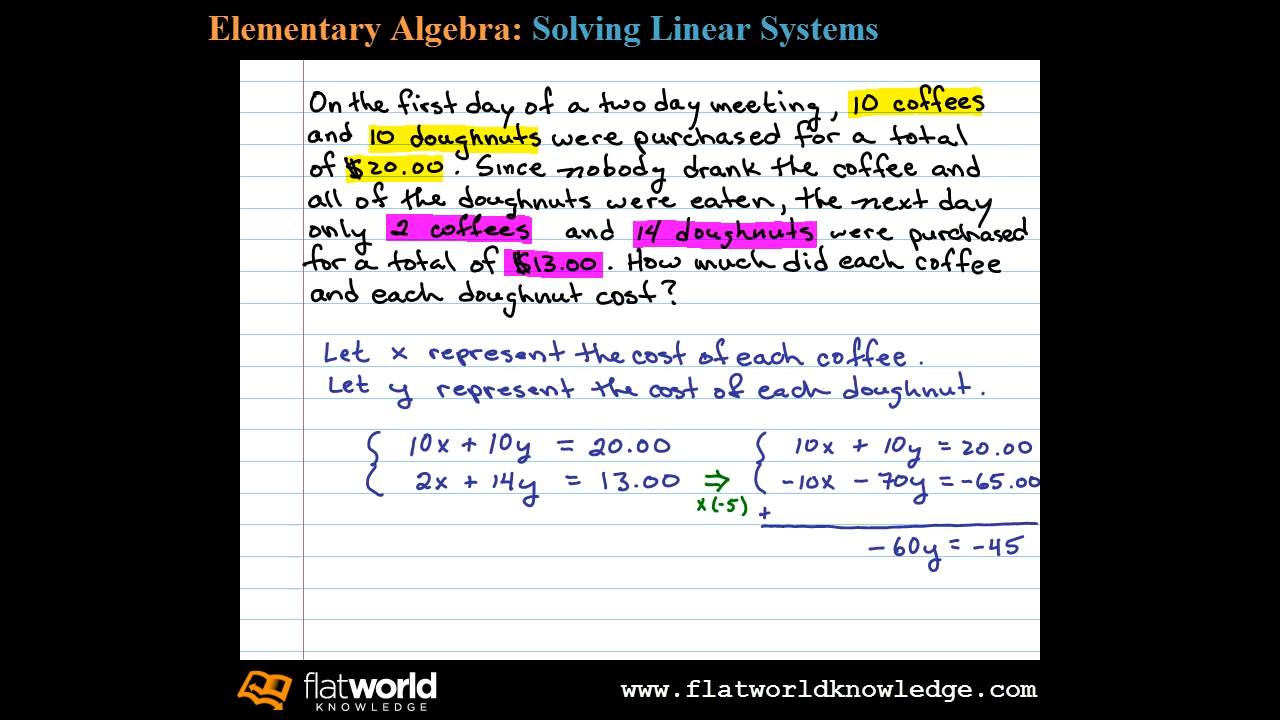 Elementary Algebra: Solving Linear Systems
On the first day of a two day meeting, 10 coffees
and 10 doughnuts were purchased for a total
of $20.00. Since nobody drank the coffee and
all of the doughnuts were eaten, the next day
only 2 coffees and 14 doughnuts were purchased
for a total of $13.00. How much did each coffee
and each doughnut cost?
Let x represent the cost of each coffee.
Let y represent the cost of each doughnut.
{ 10x + 10y = 20.00
2x + 14y = 13.00
⇒
x(-5)
{ 10x + 10y = 20.00
-10x - 70y = -65.00
+
-60y = -45
flatworld
KNOWLEDGE
www.flatworldknowledge.com